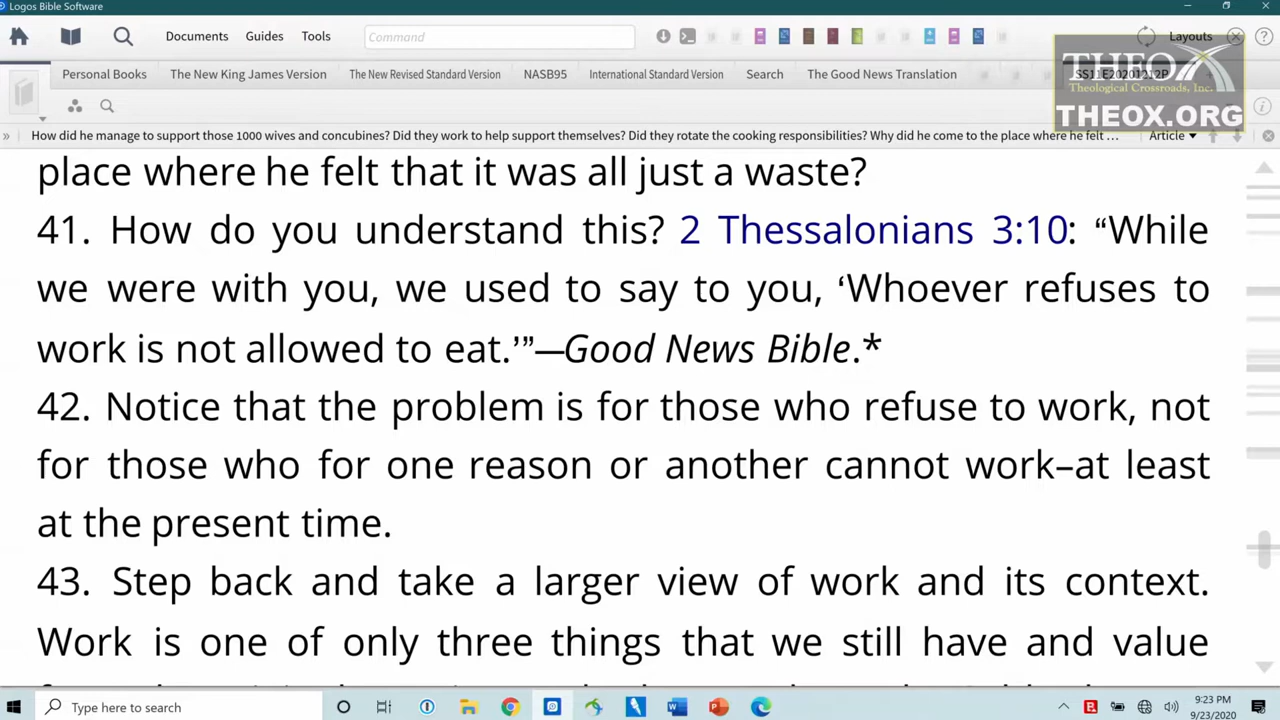 Logos Bible Software
Documents Guides Tools Command Layouts
Personal Books The New King James Version The New Revised Standard Version NASB95 International Standard Version Search The Good News Translation SS11E20201212P
THEOX
Theological Crossroads, Inc.
THEOX.ORG
» How did he manage to support those 1000 wives and concubines? Did they work to help support themselves? Did they rotate the cooking responsibilities? Why did he come to the place where he felt ... Article
place where he felt that it was all just a waste?
41. How do you understand this? 2 Thessalonians 3:10: “While
we were with you, we used to say to you, ‘Whoever refuses to
work is not allowed to eat.’”—Good News Bible.*
42. Notice that the problem is for those who refuse to work, not
for those who for one reason or another cannot work–at least
at the present time.
43. Step back and take a larger view of work and its context.
Work is one of only three things that we still have and value
Type here to search
9:23 PM
9/23/2020